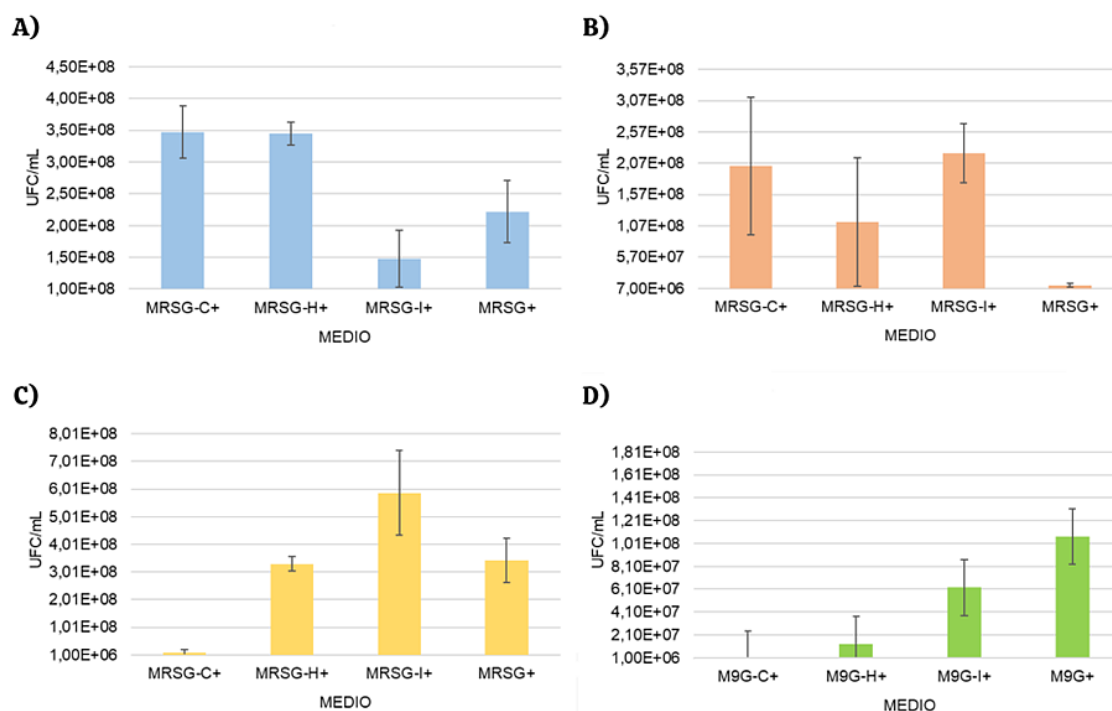 A)
4,50E+08
4,00E+08
3,50E+08
3,00E+08
2,50E+08
2,00E+08
1,50E+08
1,00E+08
UFC/mL
MRSG-C+ MRSG-H+ MRSG-I+ MRSG+
MEDIO
B)
3,57E+08
3,07E+08
2,57E+08
2,07E+08
1,57E+08
1,07E+08
5,70E+07
7,00E+06
UFC/mL
MRSG-C+ MRSG-H+ MRSG-I+ MRSG+
MEDIO
C)
8,01E+08
7,01E+08
6,01E+08
5,01E+08
4,01E+08
3,01E+08
2,01E+08
1,01E+08
1,00E+06
UFC/mL
MRSG-C+ MRSG-H+ MRSG-I+ MRSG+
MEDIO
D)
1,81E+08
1,61E+08
1,41E+08
1,21E+08
1,01E+08
8,10E+07
6,10E+07
4,10E+07
2,10E+07
1,00E+06
UFC/mL
M9G-C+ M9G-H+ M9G-I+ M9G+
MEDIO